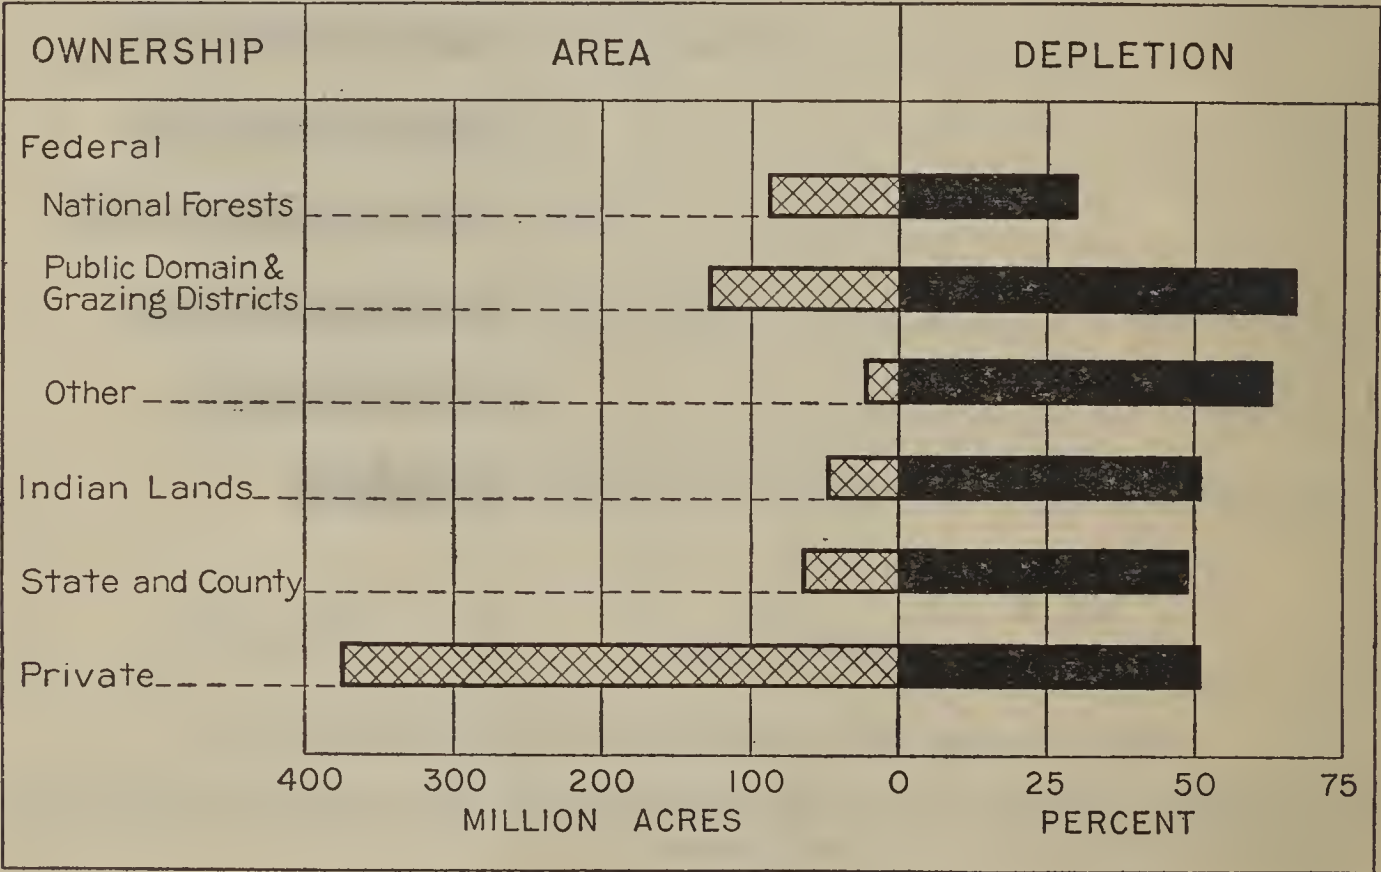 OWNERSHIP AREA DEPLETION
Federal
National Forests
Public Domain &
Grazing Districts
Other
Indian Lands
State and County
Private
400 300 200 100 0 25 50 75
MILLION ACRES PERCENT